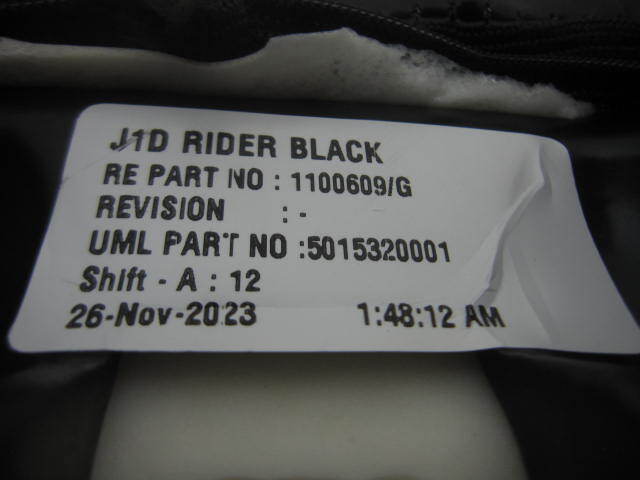 J1D RIDER BLACK
RE PART NO : 1100609/G
REVISION : -
UML PART NO :5015320001
Shift - A : 12
26-Nov-2023 1:48:12 AM